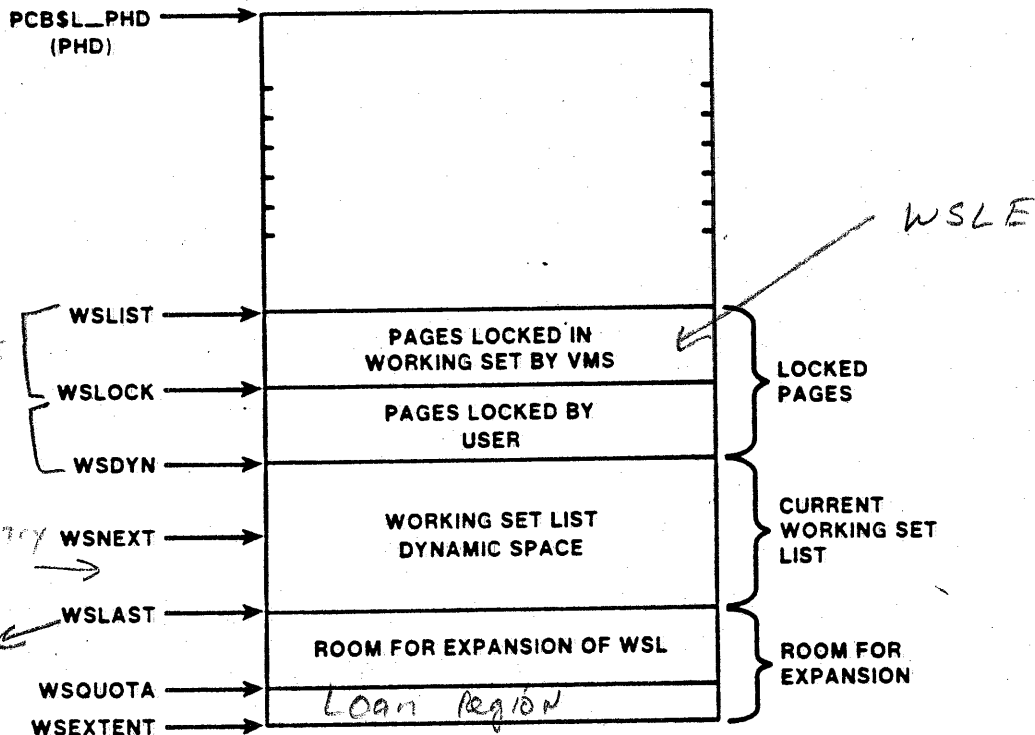 PCB$L_PHD
(PHD)
WSLE
WSLIST
PAGES LOCKED IN
WORKING SET BY VMS
WSLOCK
LOCKED
PAGES
PAGES LOCKED BY
USER
WSDYN
WORKING SET LIST
DYNAMIC SPACE
WSNEXT
CURRENT
WORKING SET
LIST
WSLAST
ROOM FOR EXPANSION OF WSL
ROOM FOR
EXPANSION
WSQUOTA
Loan Region
WSEXTENT